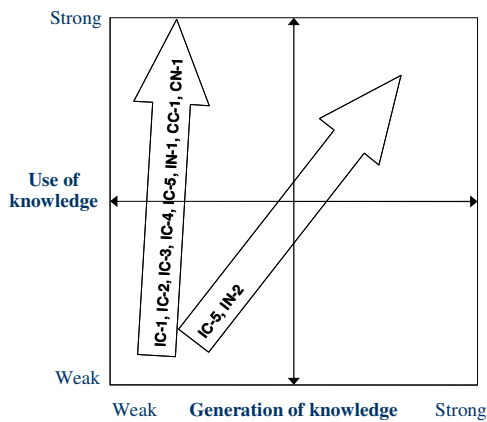 Strong
IC-1, IC-2, IC-3, IC-4, IC-5, IN-1, CC-1, CN-1
Use of
knowledge
IC-5, IN-2
Weak
Weak Generation of knowledge Strong